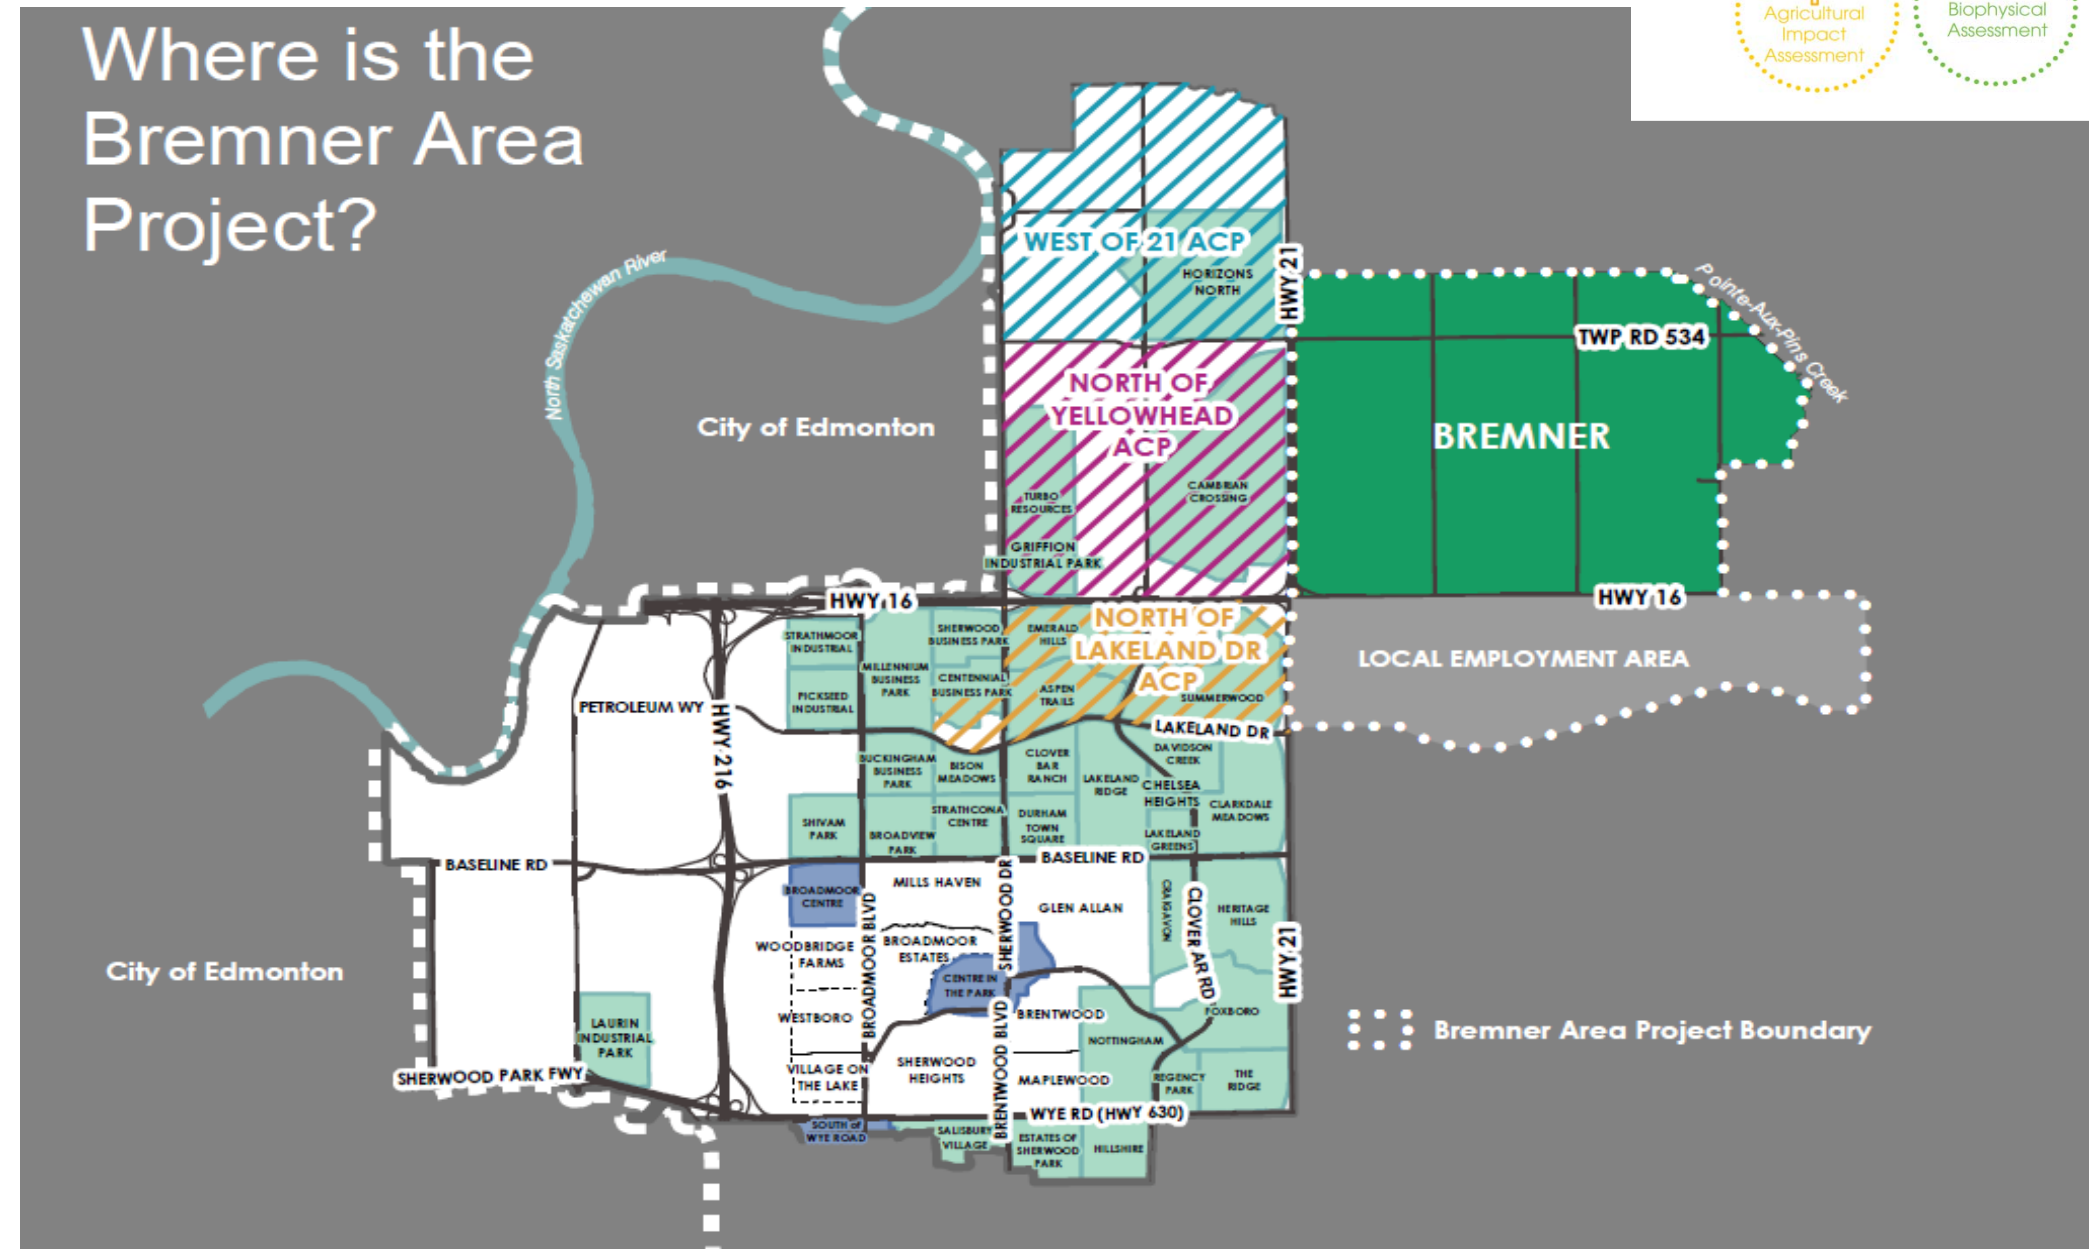 Where is the
Bremner Area
Project?
Agricultural
Impact
Assessment
Biophysical
Assessment
North Saskatchewan River
WEST OF 21 ACP
HORIZONS
NORTH
HWY 21
Pointe-Aux-Pins Creek
TWP RD 534
NORTH OF
YELLOWHEAD
ACP
City of Edmonton
BREMNER
TURBO
RESOURCES
CAMBRIAN
CROSSING
GRIFFION
INDUSTRIAL PARK
HWY 16
HWY 16
STRATHMOOR
INDUSTRIAL
MILLENNIUM
BUSINESS
PARK
SHERWOOD
BUSINESS PARK
EMERALD
HILLS
NORTH OF
LAKELAND DR
ACP
LOCAL EMPLOYMENT AREA
PICKSEED
INDUSTRIAL
CENTENNIAL
BUSINESS PARK
ASPEN
TRAILS
SUMMERWOOD
PETROLEUM WY
HWY 216
LAKELAND DR
BUCKINGHAM
BUSINESS
PARK
BISON
MEADOWS
CLOVER
BAR
RANCH
LAKELAND
RIDGE
DAVIDSON
CREEK
CHELSEA
HEIGHTS
CLARKDALE
MEADOWS
SHIVAM
PARK
BROADVIEW
PARK
STRATHCONA
CENTRE
DURHAM
TOWN
SQUARE
LAKELAND
GREENS
BASELINE RD
BASELINE RD
BROADMOOR
CENTRE
MILLS HAVEN
SHERWOOD DR
GLEN ALLAN
CRAIGAVON
CLOVER AR RD
HERITAGE
HILLS
HWY 21
WOODBRIDGE
FARMS
BROADMOOR BLVD
BROADMOOR
ESTATES
CENTRE IN
THE PARK
City of Edmonton
WESTBORO
BRENTWOOD
FOXBORO
LAURIN
INDUSTRIAL
PARK
NOTTINGHAM
Bremner Area Project Boundary
SHERWOOD PARK FWY
VILLAGE ON
THE LAKE
SHERWOOD
HEIGHTS
BRENTWOOD BLVD
MAPLEWOOD
REGENCY
PARK
THE
RIDGE
WYE RD (HWY 630)
SOUTH of
WYE ROAD
SALISBURY
VILLAGE
ESTATES OF
SHERWOOD
PARK
HILLSHIRE